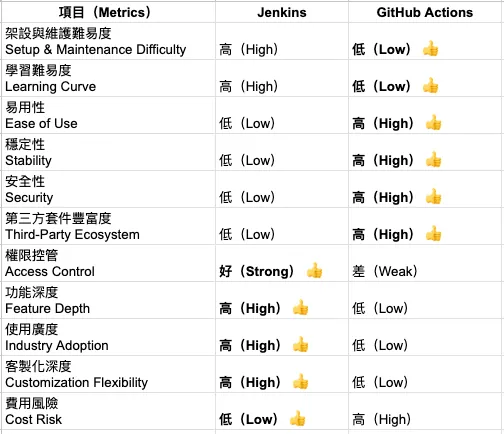 項目（Metrics） Jenkins GitHub Actions
架設與維護難易度
Setup & Maintenance Difficulty 高（High） 低（Low）👍
學習難易度
Learning Curve 高（High） 低（Low）👍
易用性
Ease of Use 低（Low） 高（High）👍
穩定性
Stability 低（Low） 高（High）👍
安全性
Security 低（Low） 高（High）👍
第三方套件豐富度
Third-Party Ecosystem 低（Low） 高（High）👍
權限控管
Access Control 好（Strong）👍 差（Weak）
功能深度
Feature Depth 高（High）👍 低（Low）
使用廣度
Industry Adoption 高（High）👍 低（Low）
客製化深度
Customization Flexibility 高（High）👍 低（Low）
費用風險
Cost Risk 低（Low）👍 高（High）